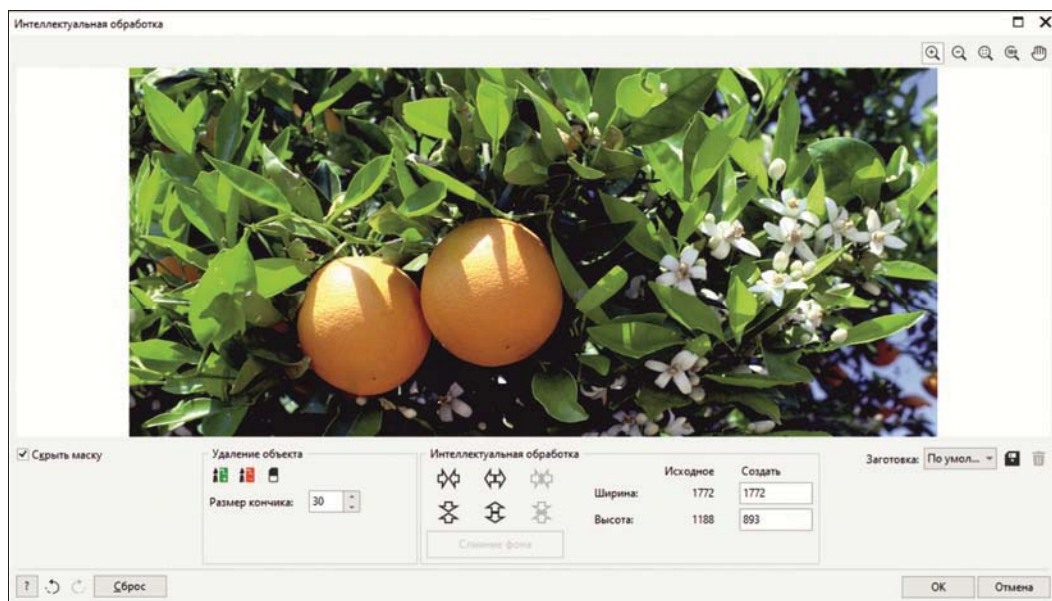 Интеллектуальная обработка
Скрыть маску
Удаление объекта
Размер кончика: 30
Интеллектуальная обработка
Исходное Создать
Ширина: 1772 1772
Высота: 1188 893
Слияние фона
Заготовка: По умол...
? Сброс
ОК Отмена